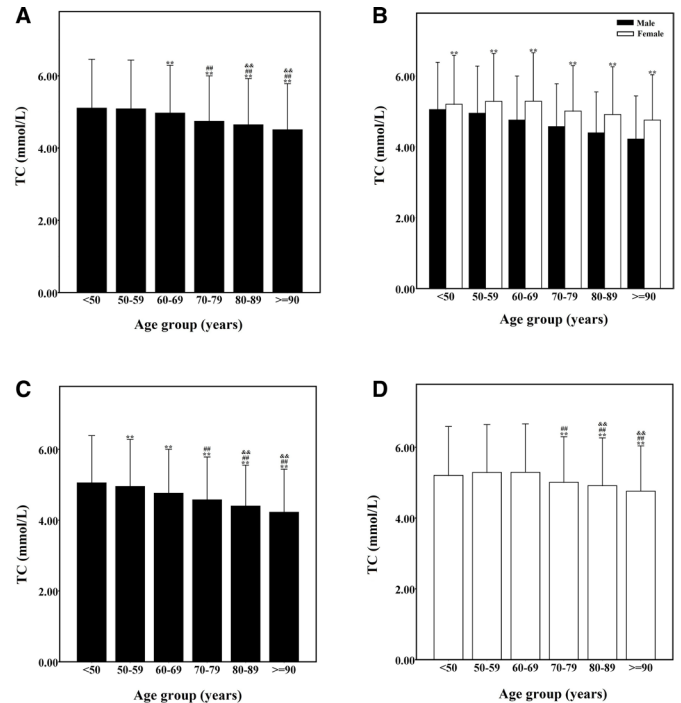 A
TC (mmol/L)
6.00
4.00
2.00
0.00
**
##
**
&&
##
**
&&
##
**
<50 50-59 60-69 70-79 80-89 >=90
Age group (years)
B
Male
Female
TC (mmol/L)
6.00
4.00
2.00
0.00
** ** ** ** ** **
<50 50-59 60-69 70-79 80-89 >=90
Age group (years)
C
TC (mmol/L)
6.00
4.00
2.00
0.00
**
**
##
**
&&
##
**
&&
##
**
<50 50-59 60-69 70-79 80-89 >=90
Age group (years)
D
TC (mmol/L)
6.00
4.00
2.00
0.00
##
**
&&
##
**
&&
##
**
<50 50-59 60-69 70-79 80-89 >=90
Age group (years)